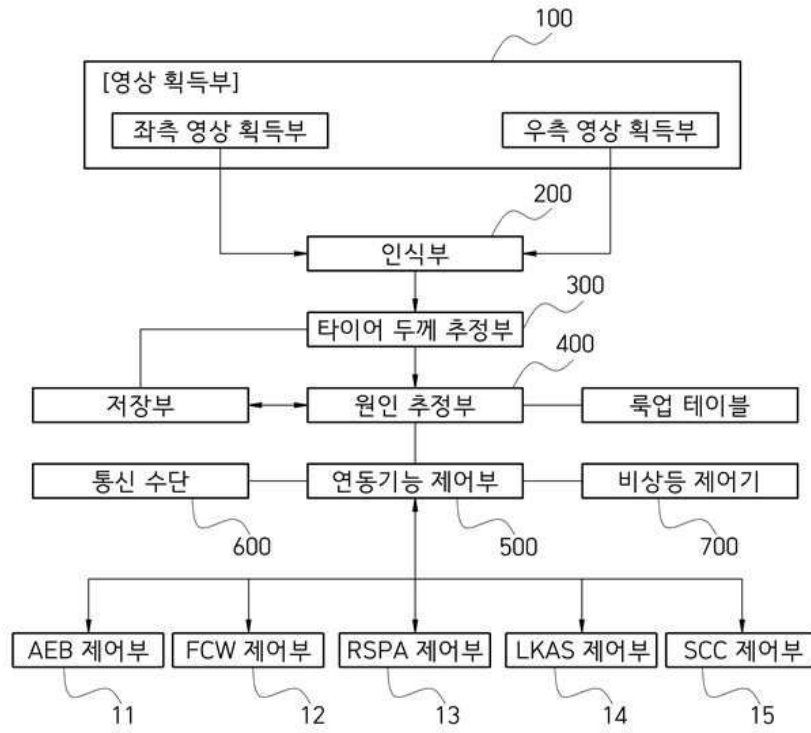 100
[영상 획득부]
좌측 영상 획득부
우측 영상 획득부
200
인식부
300
타이어 두께 추정부
400
저장부
원인 추정부
룩업 테이블
통신 수단
연동기능 제어부
비상등 제어기
600
500
700
AEB 제어부
FCW 제어부
RSPA 제어부
LKAS 제어부
SCC 제어부
11
12
13
14
15